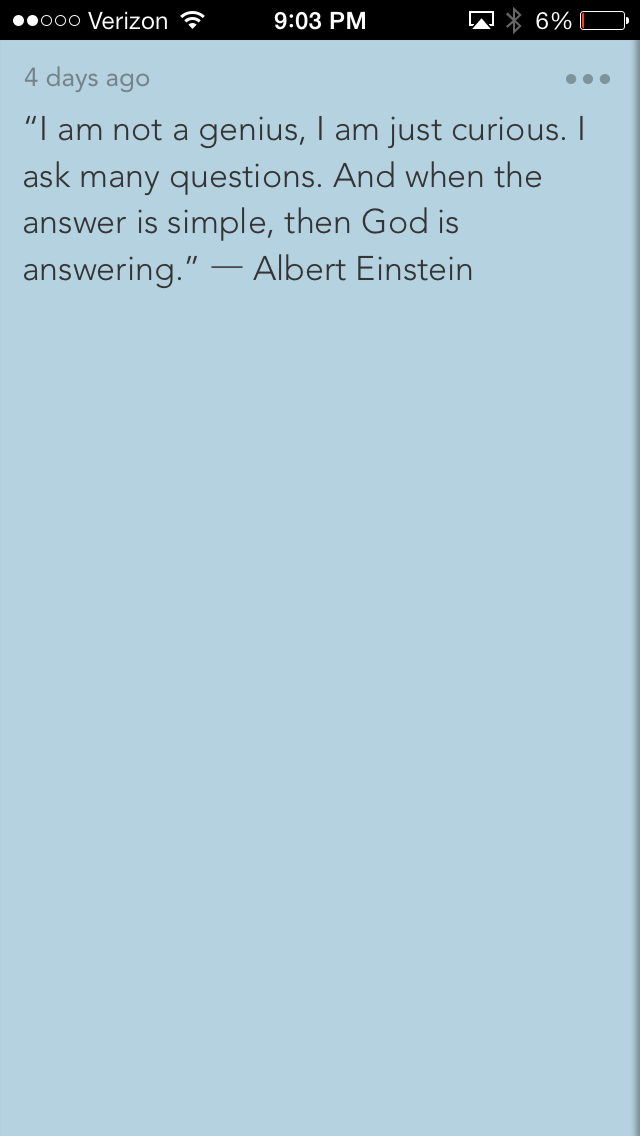 Verizon 9:03 PM 6%
4 days ago
“I am not a genius, I am just curious. I
ask many questions. And when the
answer is simple, then God is
answering.” — Albert Einstein